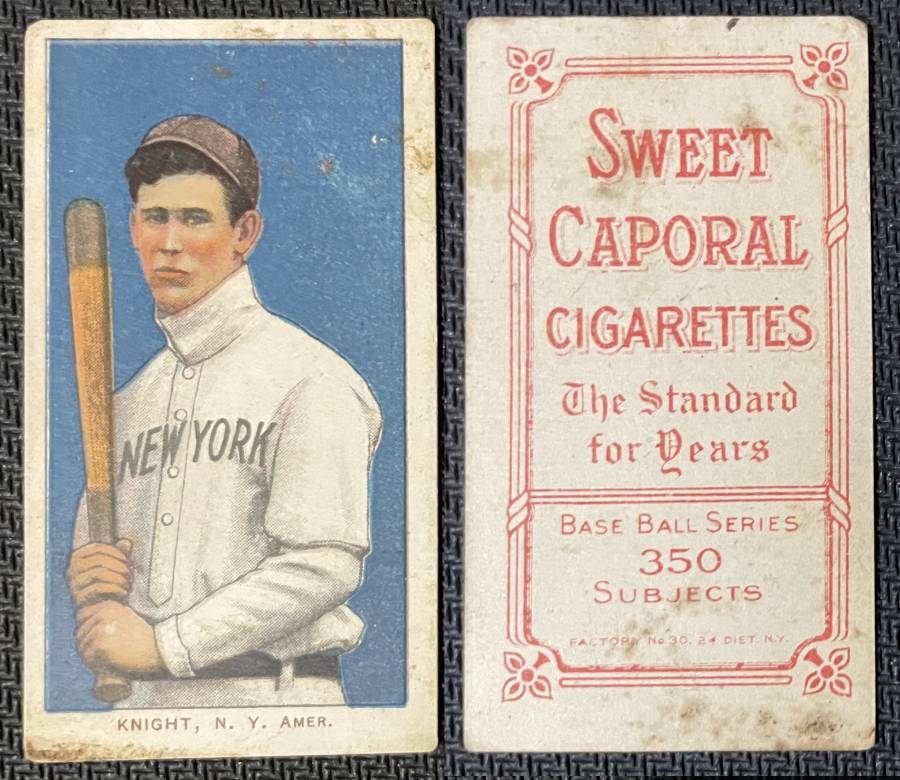 NEW YORK
KNIGHT, N. Y. AMER.
SWEET
CAPORAL
CIGARETTES
The Standard
for Years
BASE BALL SERIES
350
SUBJECTS
FACTORY No 30, 2d DIST. N.Y.